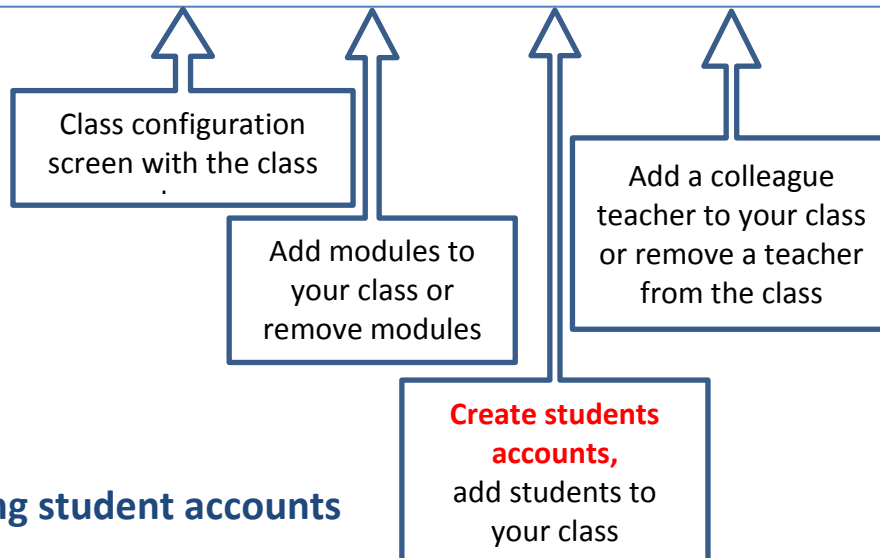 Class configuration
screen with the class
Add modules to
your class or
remove modules
Add a colleague
teacher to your class
or remove a teacher
from the class
Create students
accounts,
add students to
your class
ng student accounts